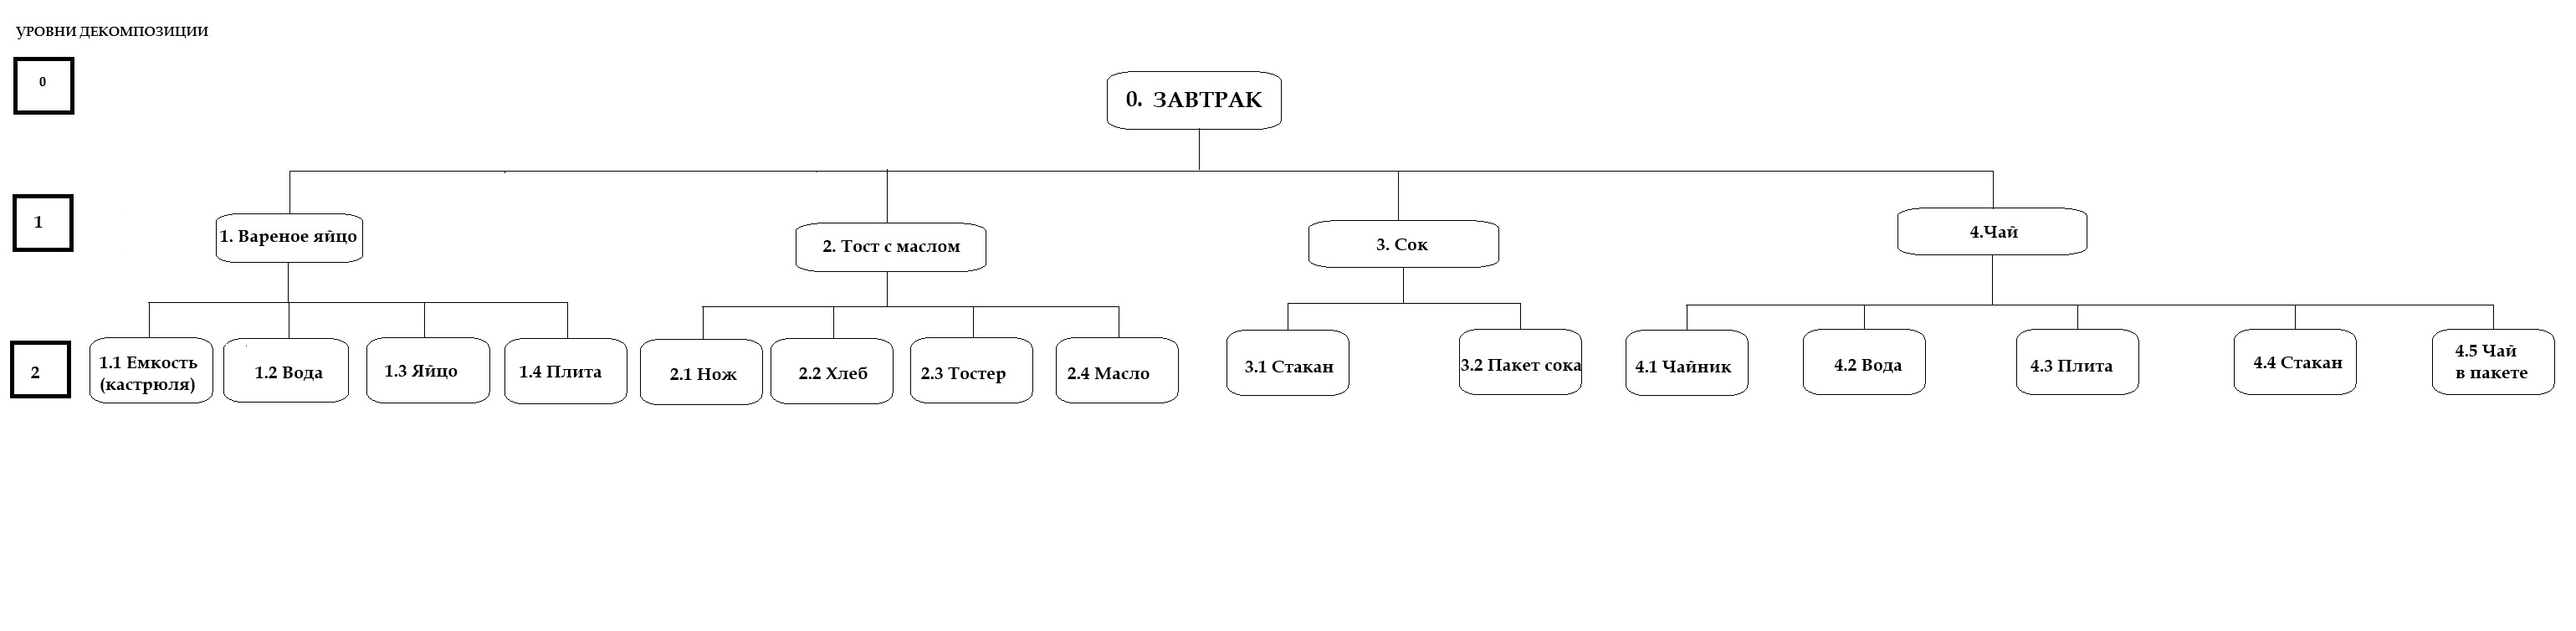 УРОВНИ ДЕКОМПОЗИЦИИ
0
0. ЗАВТРАК
1
1. Вареное яйцо
2. Тост с маслом
3. Сок
4.Чай
2
1.1 Емкость
(кастрюля)
1.2 Вода
1.3 Яйцо
1.4 Плита
2.1 Нож
2.2 Хлеб
2.3 Тостер
2.4 Масло
3.1 Стакан
3.2 Пакет сока
4.1 Чайник
4.2 Вода
4.3 Плита
4.4 Стакан
4.5 Чай
в пакете